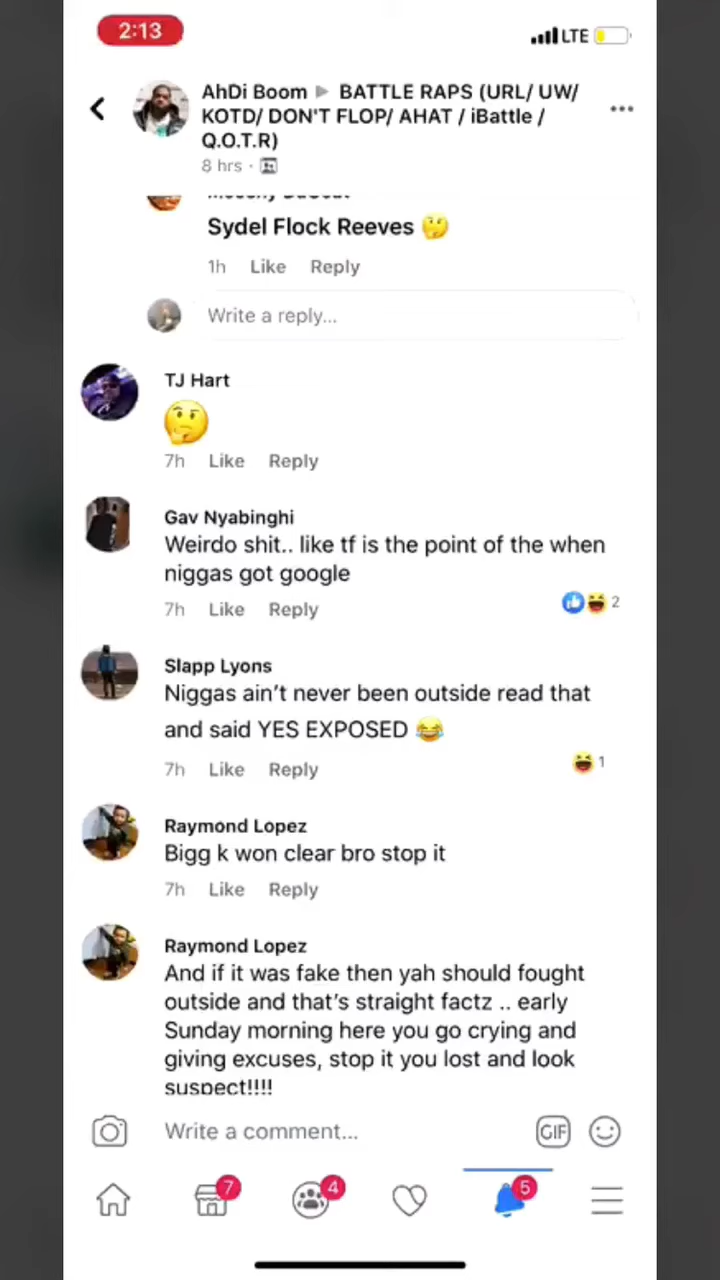 2:13
LTE
AhDi Boom ▶ BATTLE RAPS (URL/ UW/
KOTD/ DON'T FLOP/ AHAT / iBattle /
Q.O.T.R)
8 hrs ·
Sydel Flock Reeves 🤔
1h Like Reply
Write a reply...
TJ Hart
🤔
7h Like Reply
Gav Nyabinghi
Weirdo shit.. like tf is the point of the when
niggas got google
7h Like Reply
2
Slapp Lyons
Niggas ain't never been outside read that
and said YES EXPOSED 😂
7h Like Reply
1
Raymond Lopez
Bigg k won clear bro stop it
7h Like Reply
Raymond Lopez
And if it was fake then yah should fought
outside and that's straight factz .. early
Sunday morning here you go crying and
giving excuses, stop it you lost and look
suspect!!!!
Write a comment...
GIF
7
4
5